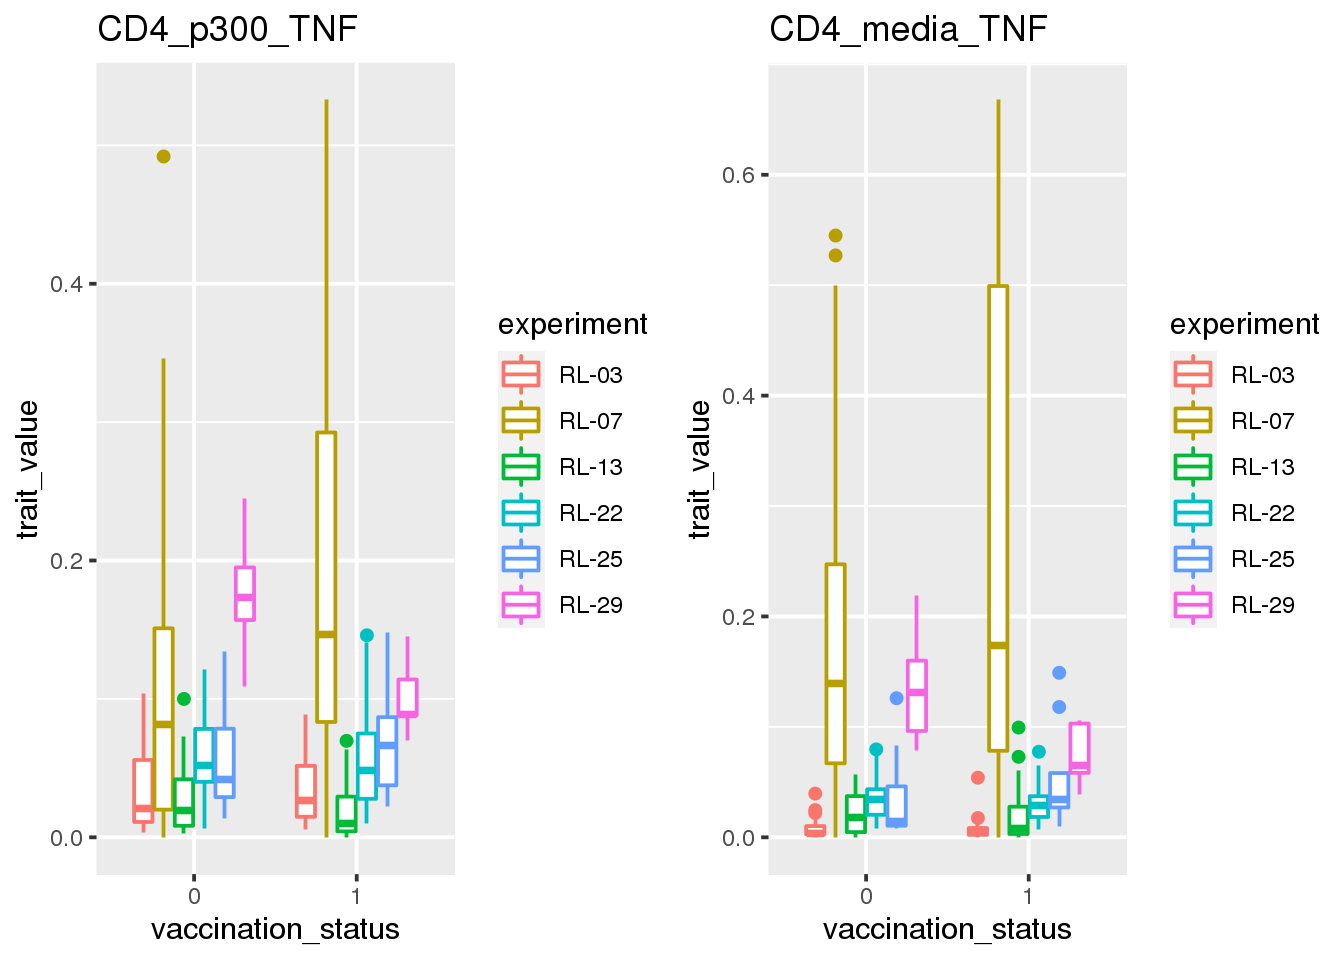 CD4_p300_TNF
trait_value
0.4
0.2
0.0
0
1
vaccination_status
experiment
RL-03
RL-07
RL-13
RL-22
RL-25
RL-29
CD4_media_TNF
trait_value
0.6
0.4
0.2
0.0
0
1
vaccination_status
experiment
RL-03
RL-07
RL-13
RL-22
RL-25
RL-29